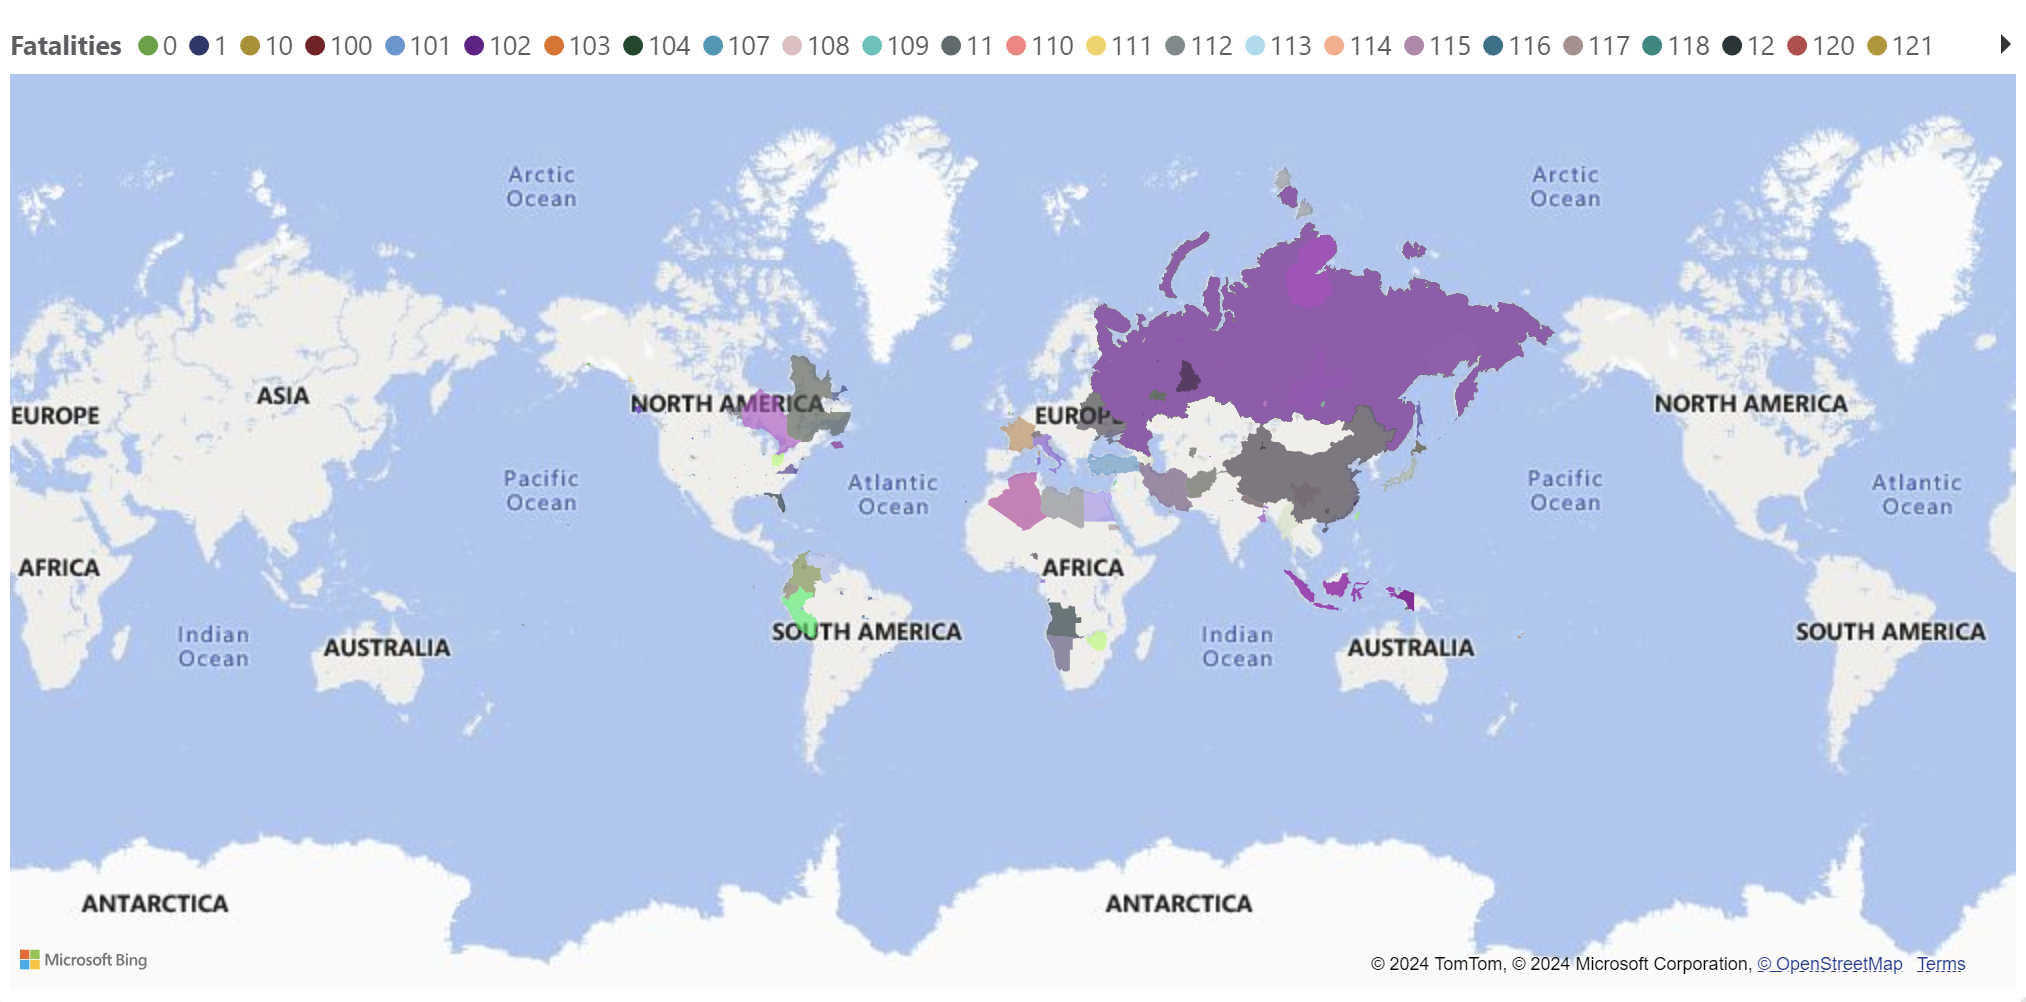 Fatalities 0 1 10 100 101 102 103 104 107 108 109 11 110 111 112 113 114 115 116 117 118 12 120 121
Arctic
Ocean
Arctic
Ocean
ASIA
EUROPE
NORTH AMERICA
EUROPE
NORTH AMERICA
Pacific
Ocean
Atlantic
Ocean
Pacific
Ocean
Atlantic
Ocean
AFRICA
AFRICA
Indian
Ocean
AUSTRALIA
SOUTH AMERICA
Indian
Ocean
AUSTRALIA
SOUTH AMERICA
ANTARCTICA
ANTARCTICA
Microsoft Bing
© 2024 TomTom, © 2024 Microsoft Corporation, © OpenStreetMap Terms